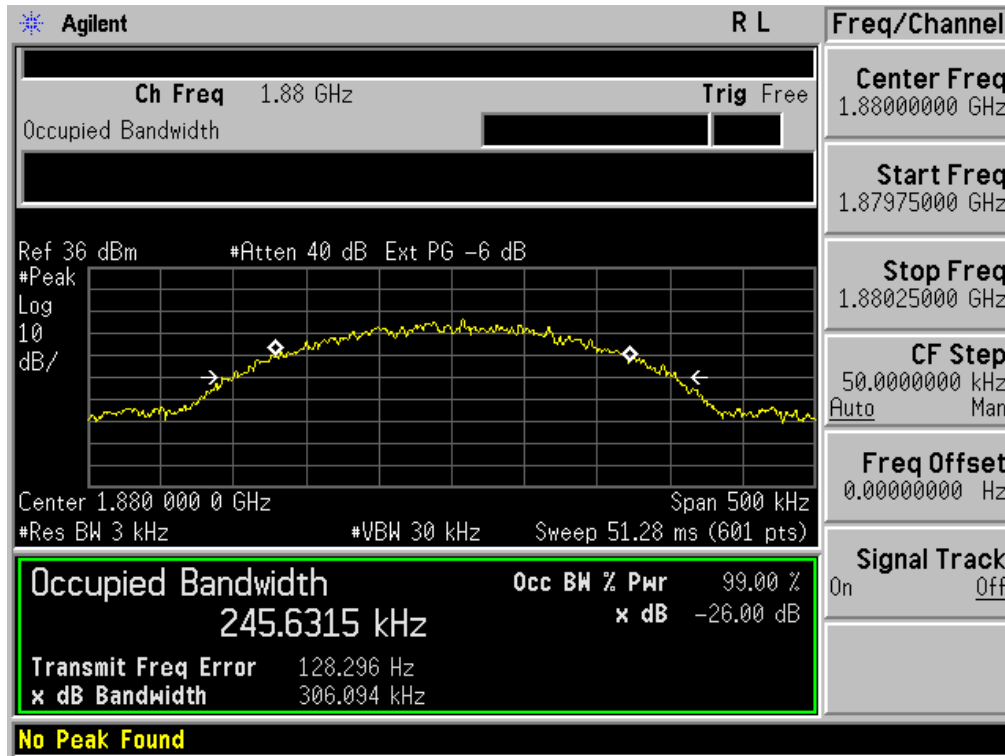 Agilent R L Freq/Channel
Ch Freq 1.88 GHz Trig Free
Occupied Bandwidth
Center Freq
1.88000000 GHz
Start Freq
1.87975000 GHz
Stop Freq
1.88025000 GHz
CF Step
50.0000000 kHz
Auto Man
Freq Offset
0.00000000 Hz
Signal Track
On Off
Ref 36 dBm #Atten 40 dB Ext PG -6 dB
#Peak
Log
10
dB/
Center 1.880 000 0 GHz Span 500 kHz
#Res BW 3 kHz #VBW 30 kHz Sweep 51.28 ms (601 pts)
Occupied Bandwidth Occ BW % Pwr 99.00 %
245.6315 kHz x dB -26.00 dB
Transmit Freq Error 128.296 Hz
x dB Bandwidth 306.094 kHz
No Peak Found